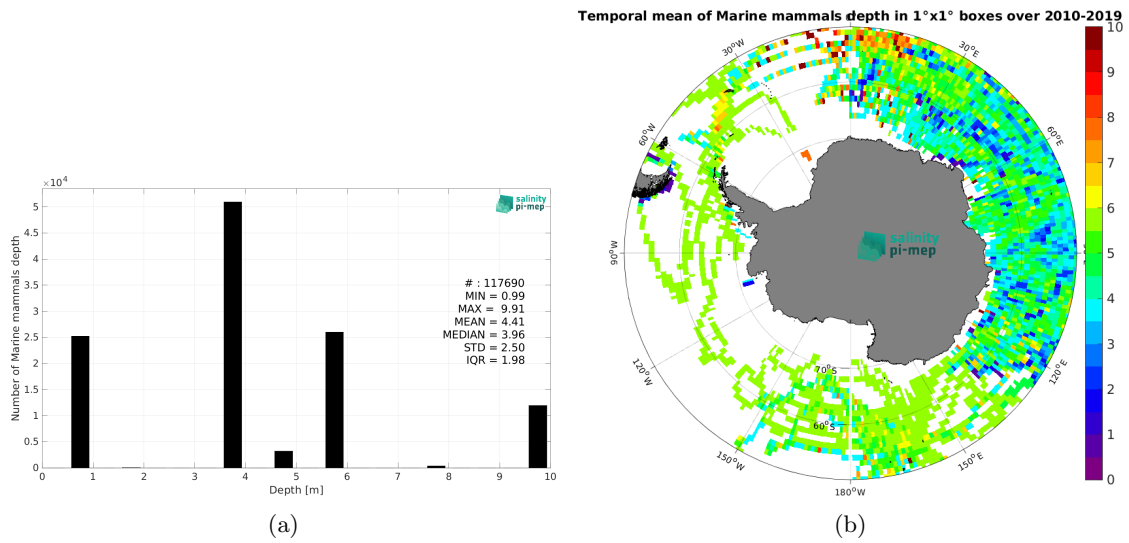 Temporal mean of Marine mammals depth in 1°x1° boxes over 2010-2019
×10⁴
5
4.5
4
3.5
3
2.5
2
1.5
1
0.5
0
Number of Marine mammals depth
salinity
pi-mep
# : 117690
MIN = 0.99
MAX = 9.91
MEAN = 4.41
MEDIAN = 3.96
STD = 2.50
IQR = 1.98
0 1 2 3 4 5 6 7 8 9 10
Depth [m]
(a)
30°W
30°E
60°W
60°E
90°W
120°W
120°E
150°W
150°E
180°W
70°S
60°S
salinity
pi-mep
10
9
8
7
6
5
4
3
2
1
0
(b)